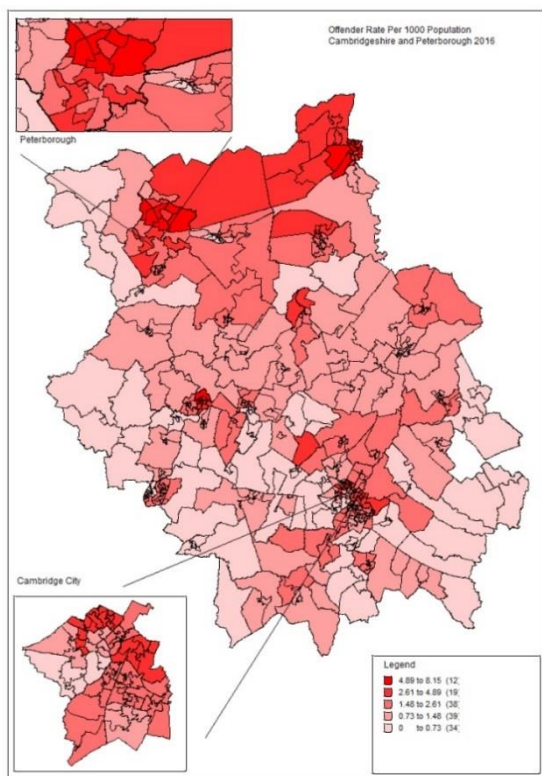 Offender Rate Per 1000 Population
Cambridgeshire and Peterborough 2016
Peterborough
Cambridge City
Legend
4.89 to 8.15 (12)
2.61 to 4.89 (19)
1.48 to 2.61 (38)
0.73 to 1.48 (39)
0 to 0.73 (34)